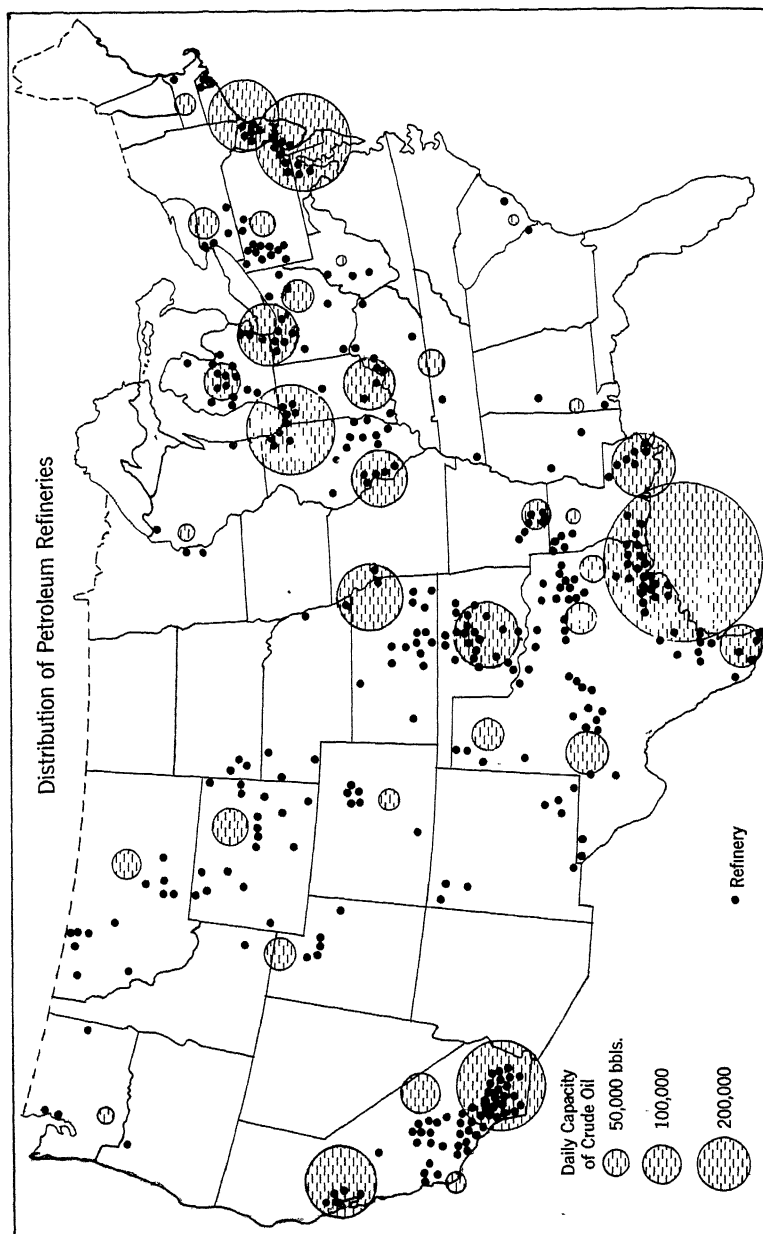 Distribution of Petroleum Refineries
Daily Capacity
of Crude Oil
50,000 bbls.
100,000
200,000
Refinery